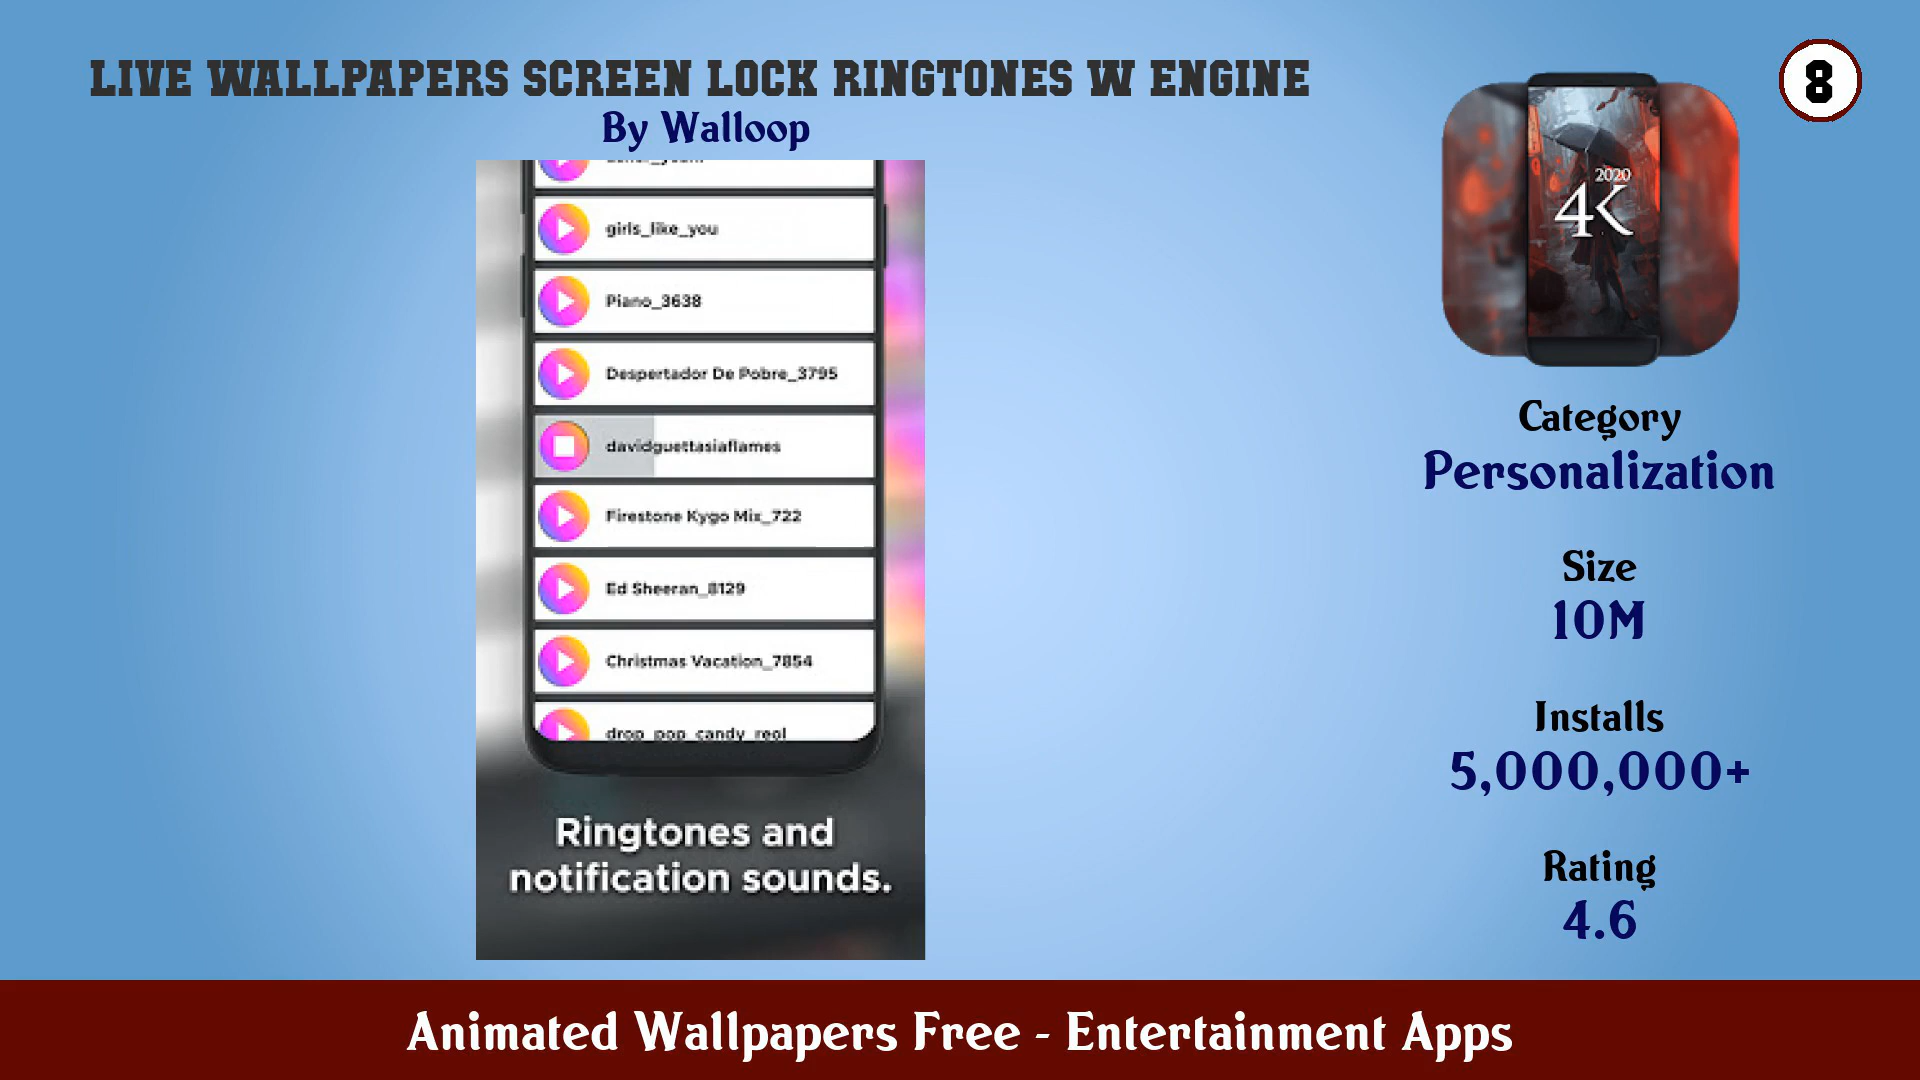 LIVE WALLPAPERS SCREEN LOCK RINGTONES W ENGINE
By Walloop
8
girls_like_you
Piano_3638
Despertador De Pobre_3795
davidguettasiaflames
Firestone Kygo Mix_722
Ed Sheeran_8129
Christmas Vacation_7854
drop_pop_candy_reol
Ringtones and
notification sounds.
2020
4K
Category
Personalization
Size
10M
Installs
5,000,000+
Rating
4.6
Animated Wallpapers Free - Entertainment Apps